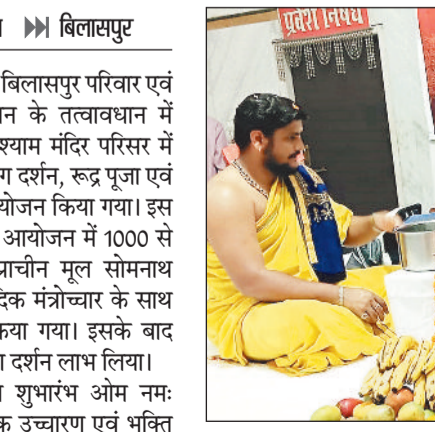 बिलासपुर
बिलासपुर परिवार एवं
के तत्वावधान में
श्याम मंदिर परिसर में
दर्शन, रूद्र पूजा एवं
किया गया। इस
आयोजन में 1000 से
प्राचीन मूल सोमनाथ
मंत्रोच्चार के साथ
गया। इसके बाद
दर्शन लाभ लिया।
शुभारंभ ओम नमः
उच्चारण एवं भक्ति
प्रवेश निषेध